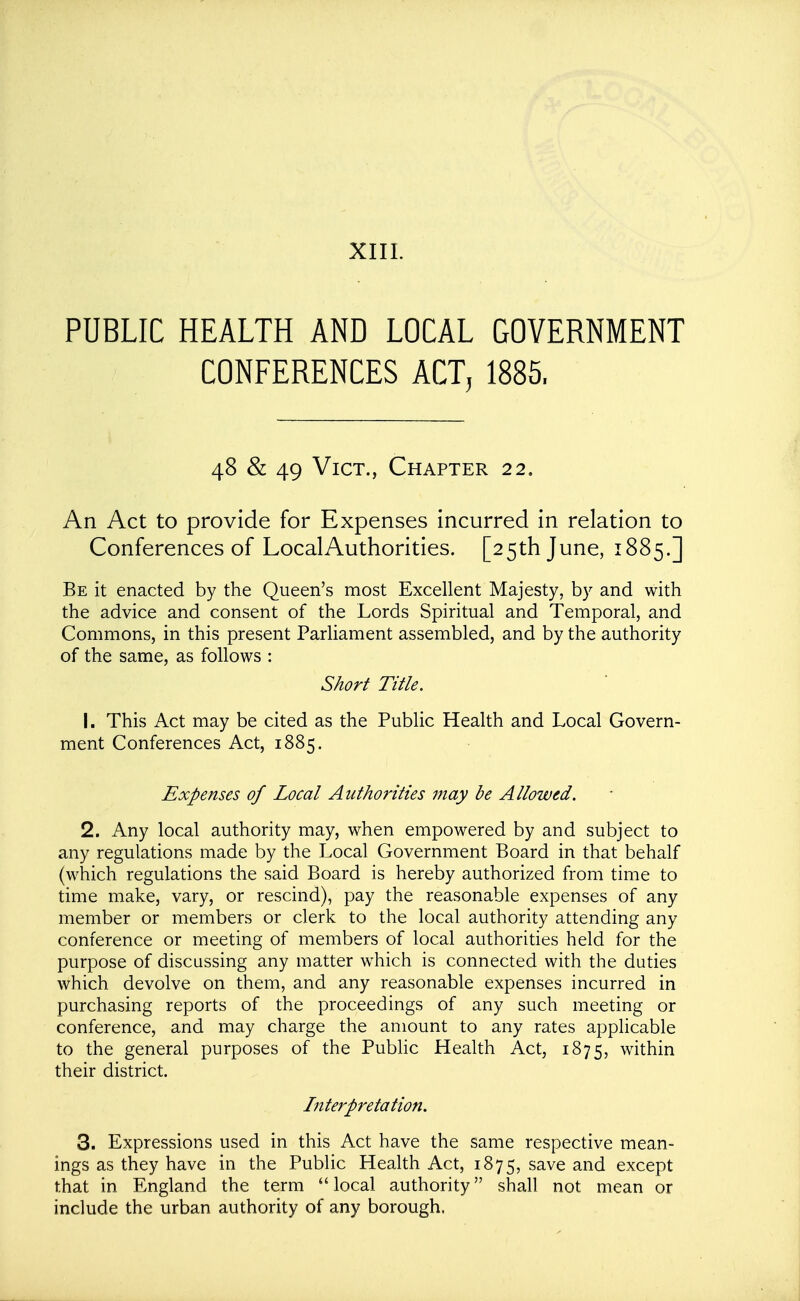 XIII.
PUBLIC HEALTH AND LOCAL GOVERNMENT
CONFERENCES ACT, 1885.
48 & 49 VICT., CHAPTER 22.
An Act to provide for Expenses incurred in relation to
Conferences of LocalAuthorities. [25th June, 1885.]
BE it enacted by the Queen's most Excellent Majesty, by and with
the advice and consent of the Lords Spiritual and Temporal, and
Commons, in this present Parliament assembled, and by the authority
of the same, as follows :
Short Title.
1. This Act may be cited as the Public Health and Local Govern-
ment Conferences Act, 1885.
Expenses of Local Authorities may be Allowed.
2. Any local authority may, when empowered by and subject to
any regulations made by the Local Government Board in that behalf
(which regulations the said Board is hereby authorized from time to
time make, vary, or rescind), pay the reasonable expenses of any
member or members or clerk to the local authority attending any
conference or meeting of members of local authorities held for the
purpose of discussing any matter which is connected with the duties
which devolve on them, and any reasonable expenses incurred in
purchasing reports of the proceedings of any such meeting or
conference, and may charge the amount to any rates applicable
to the general purposes of the Public Health Act, 1875, within
their district.
Interpretation.
3. Expressions used in this Act have the same respective mean-
ings as they have in the Public Health Act, 1875, save and except
that in England the term "local authority" shall not mean or
include the urban authority of any borough.
LOCAL BOARD